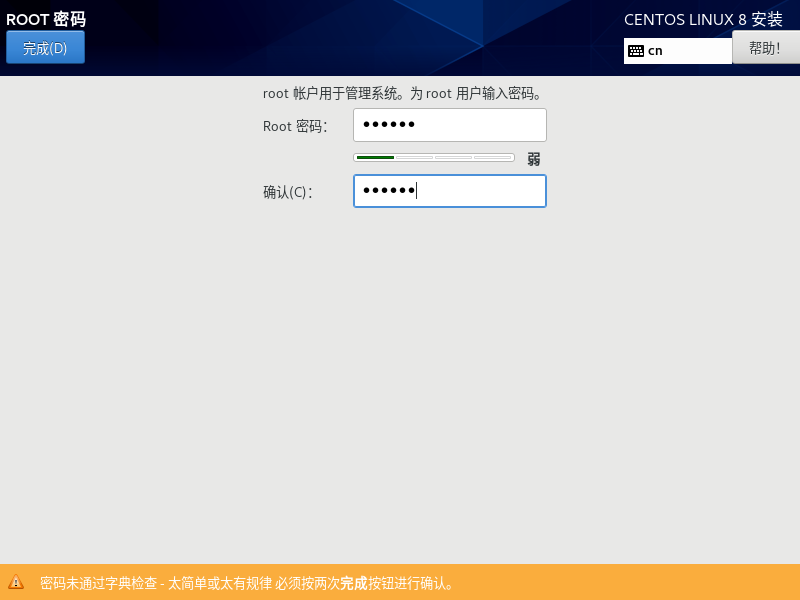 ROOT 密码
CENTOS LINUX 8 安装
完成(D)
cn
帮助！
root 帐户用于管理系统。为 root 用户输入密码。
Root 密码：
●●●●●●
弱
确认(C)：
●●●●●●
密码未通过字典检查 - 太简单或太有规律 必须按两次完成按钮进行确认。